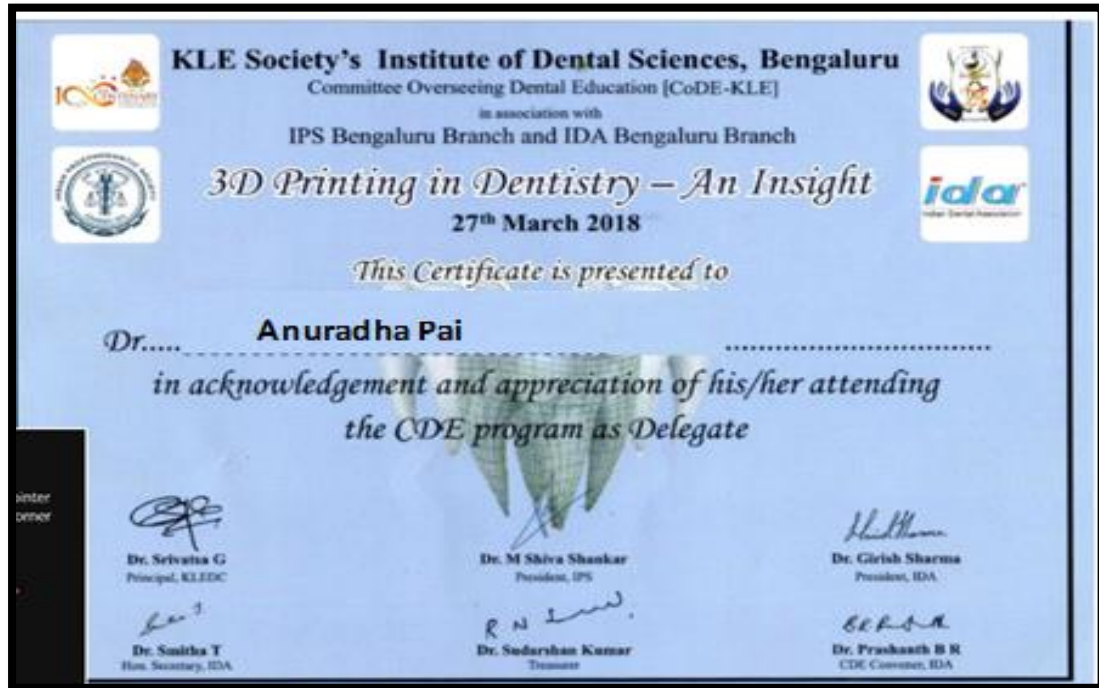 KLE Society's Institute of Dental Sciences, Bengaluru
Committee Overseeing Dental Education [CoDE-KLE]
in association with
IPS Bengaluru Branch and IDA Bengaluru Branch
3D Printing in Dentistry – An Insight
27th March 2018
This Certificate is presented to
Dr..... Anuradha Pai
in acknowledgement and appreciation of his/her attending
the CDE program as Delegate
Dr. Srivatsa G
Principal, KLEDC
Dr. M Shiva Shankar
President, IPS
Dr. Girish Sharma
President, IDA
Dr. Smitha T
Hon. Secretary, IDA
Dr. Sudarshan Kumar
Treasurer
Dr. Prashanth B R
CDE Convener, IDA
ida
Indian Dental Association